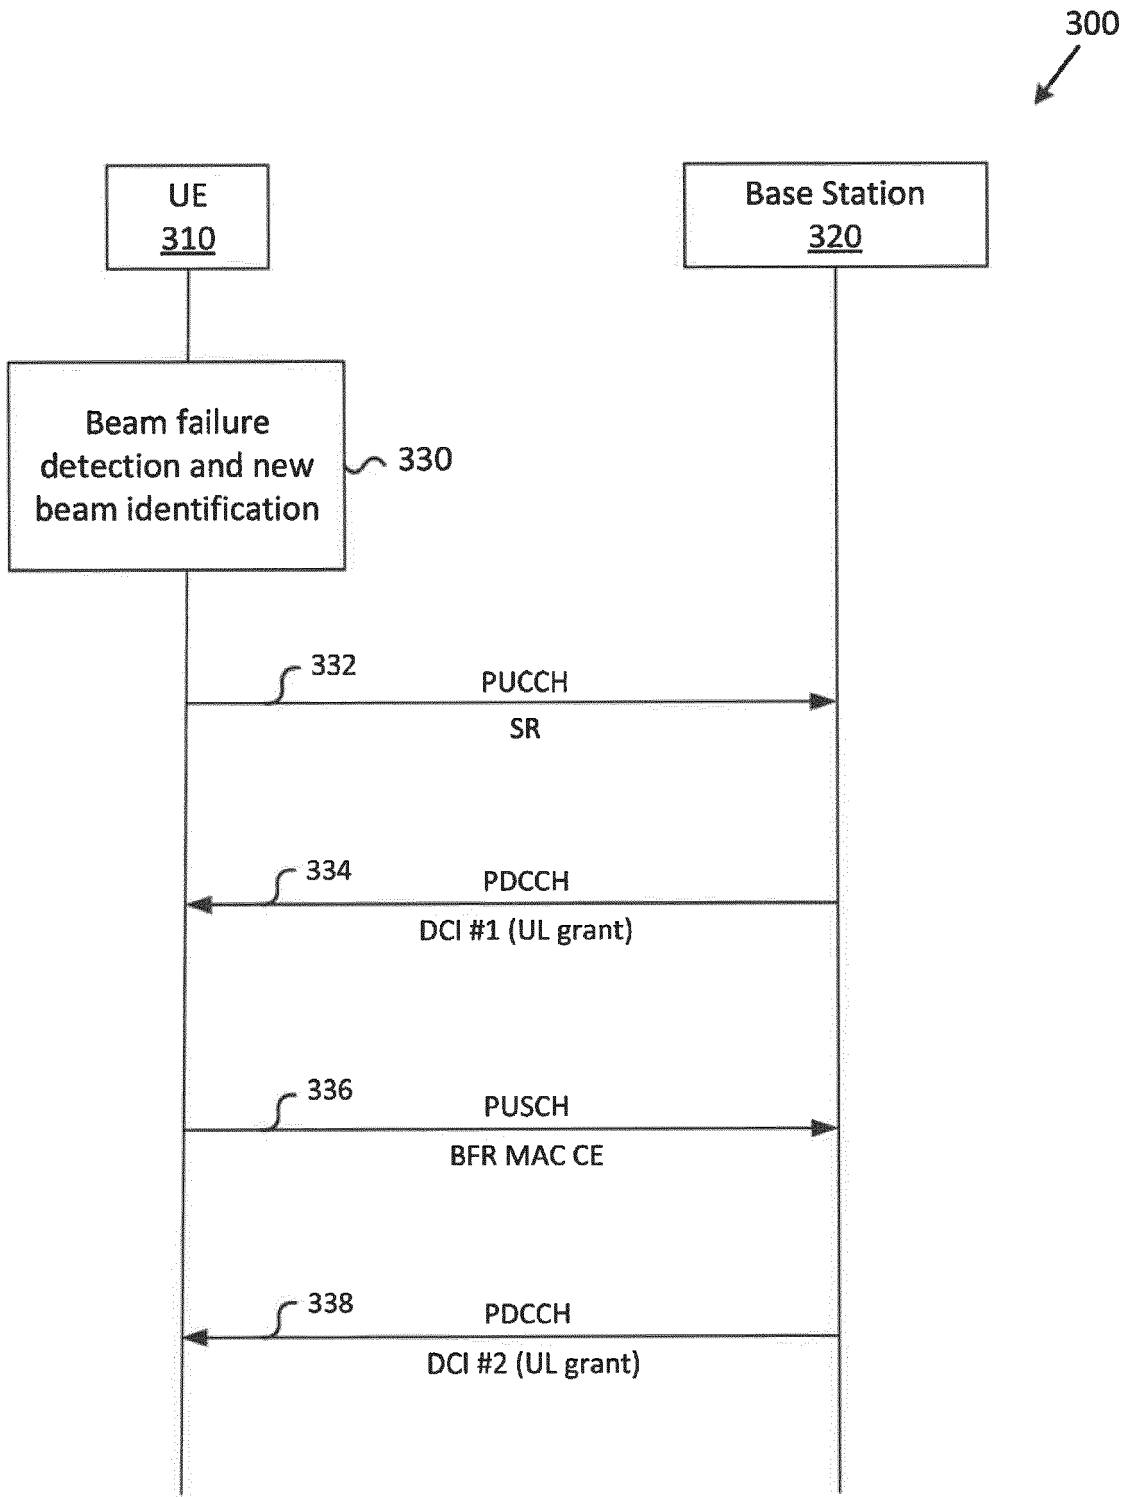 300
UE
310
Base Station
320
Beam failure
detection and new
beam identification
330
332
PUCCH
SR
334
PDCCH
DCI #1 (UL grant)
336
PUSCH
BFR MAC CE
338
PDCCH
DCI #2 (UL grant)